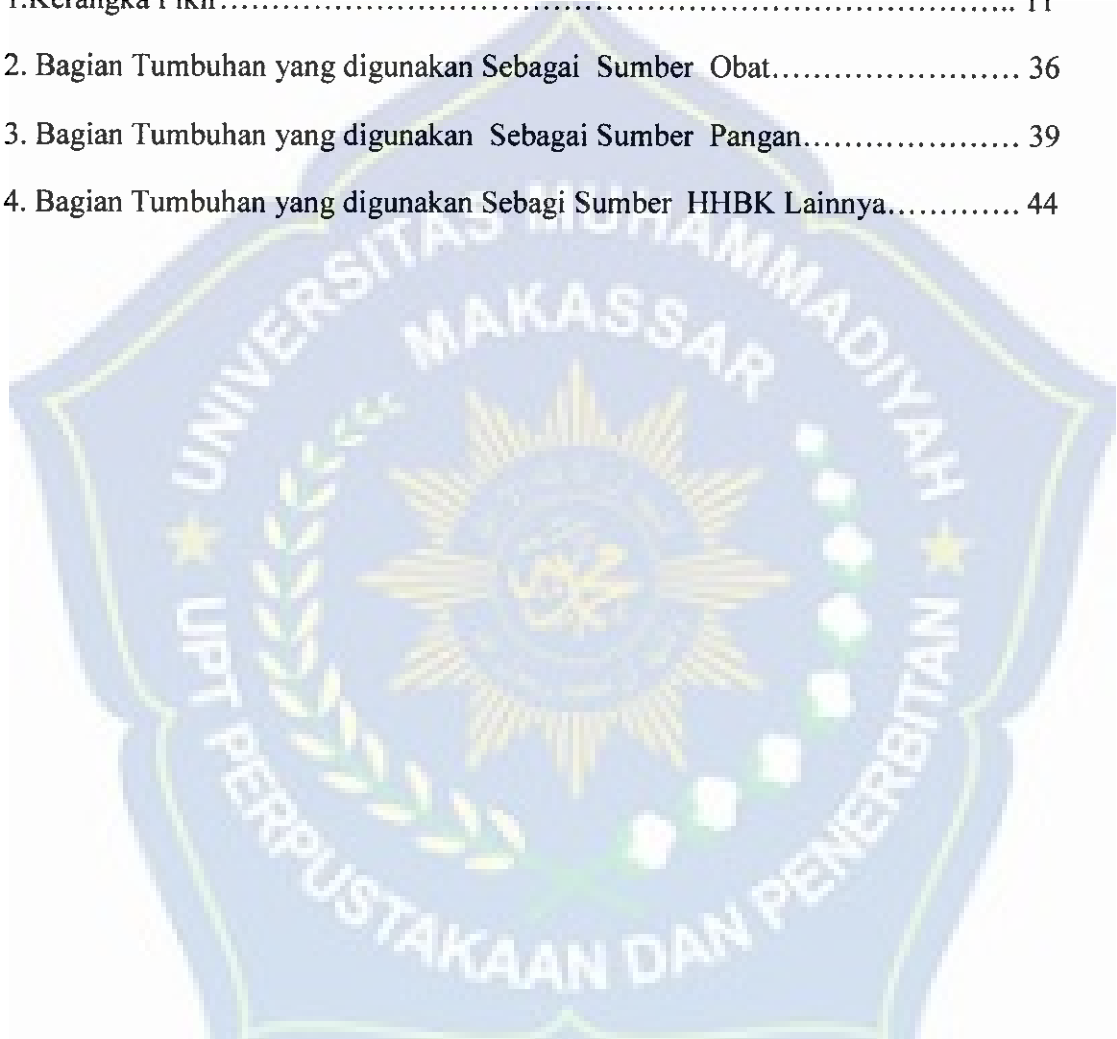 1.Kerangka Pikir…………………………………………………………….. 11
2. Bagian Tumbuhan yang digunakan Sebagai Sumber Obat………………… 36
3. Bagian Tumbuhan yang digunakan Sebagai Sumber Pangan………………… 39
4. Bagian Tumbuhan yang digunakan Sebagi Sumber HHBK Lainnya…………. 44
UNIVERSITAS MUHAMMADIYAH
MAKASSAR
UPT PERPUSTAKAAN DAN PENERBITAN